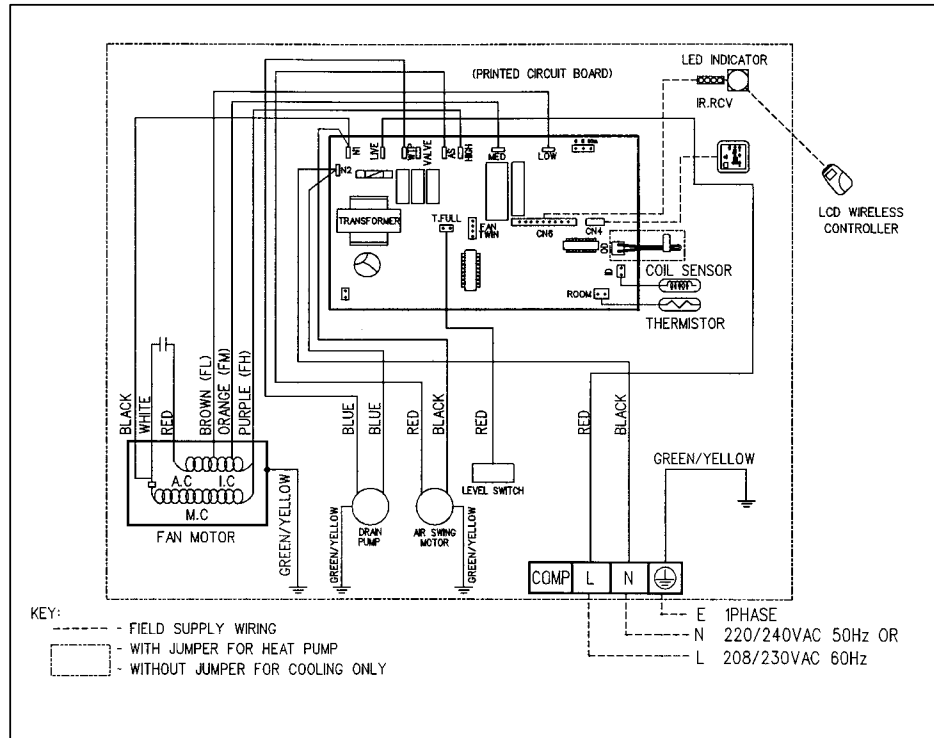 LED INDICATOR
(PRINTED CIRCUIT BOARD)
IR.RCV
N1
LIVE
VALVE
AS
HIGH
MED
LOW
N2
TRANSFORMER
T.FULL
FAN
TWIN
CN6
CN4
OD
ID
ROOM
COIL SENSOR
THERMISTOR
LCD WIRELESS
CONTROLLER
BLACK
WHITE
RED
BROWN (FL)
ORANGE (FM)
PURPLE (FH)
BLUE
BLUE
RED
BLACK
RED
RED
BLACK
GREEN/YELLOW
A.C
I.C
M.C
FAN MOTOR
GREEN/YELLOW
GREEN/YELLOW
DRAIN
PUMP
AIR SWING
MOTOR
GREEN/YELLOW
LEVEL SWITCH
COMP L N
KEY:
- FIELD SUPPLY WIRING
- WITH JUMPER FOR HEAT PUMP
- WITHOUT JUMPER FOR COOLING ONLY
E 1PHASE
N 220/240VAC 50Hz OR
L 208/230VAC 60Hz